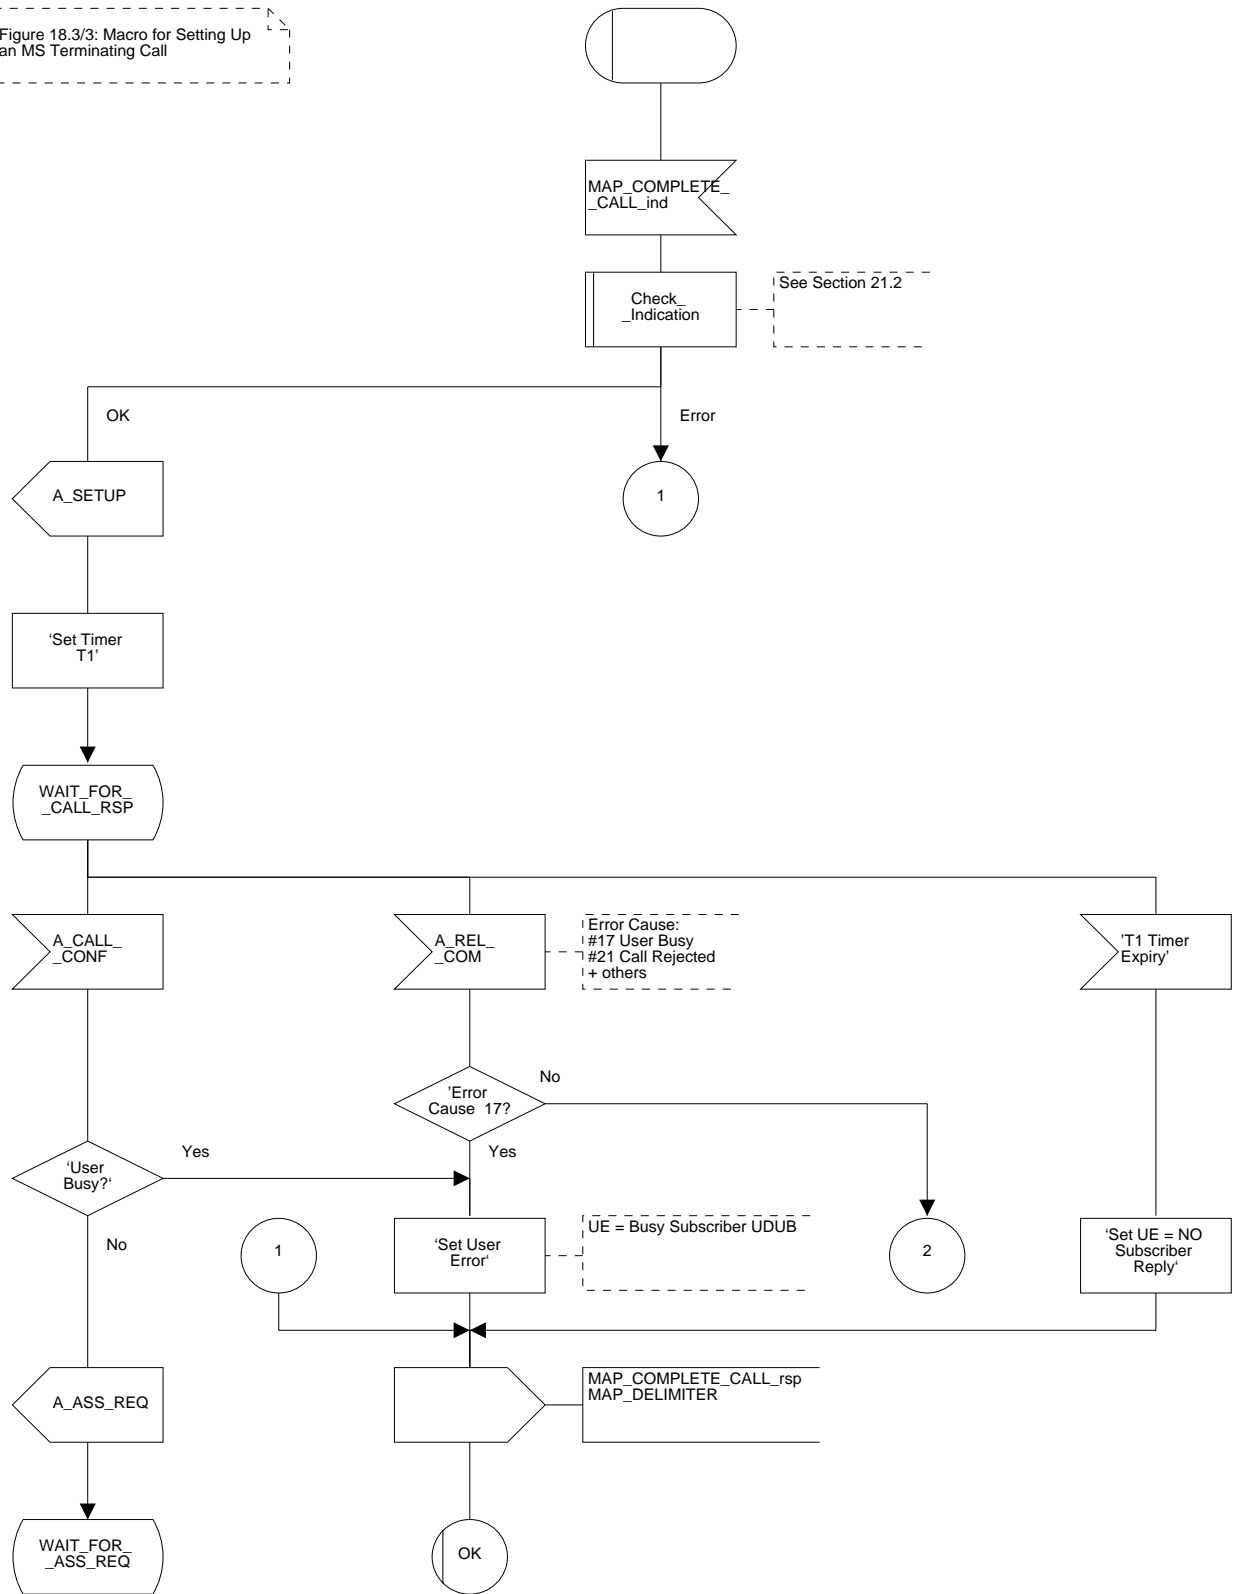 Figure 18.3/3: Macro for Setting Up
an MS Terminating Call
MAP_COMPLETE_
_CALL_ind
Check_
_Indication
See Section 21.2
OK
Error
A_SETUP
1
‘Set Timer
T1’
WAIT_FOR_
_CALL_RSP
A_CALL_
_CONF
A_REL_
_COM
Error Cause:
#17 User Busy
#21 Call Rejected
+ others
’T1 Timer
Expiry’
’Error
Cause 17?
No
Yes
‘User
Busy?‘
Yes
No
1
‘Set User
Error‘
UE = Busy Subscriber UDUB
2
‘Set UE = NO
Subscriber
Reply‘
A_ASS_REQ
MAP_COMPLETE_CALL_rsp
MAP_DELIMITER
WAIT_FOR_
_ASS_REQ
OK